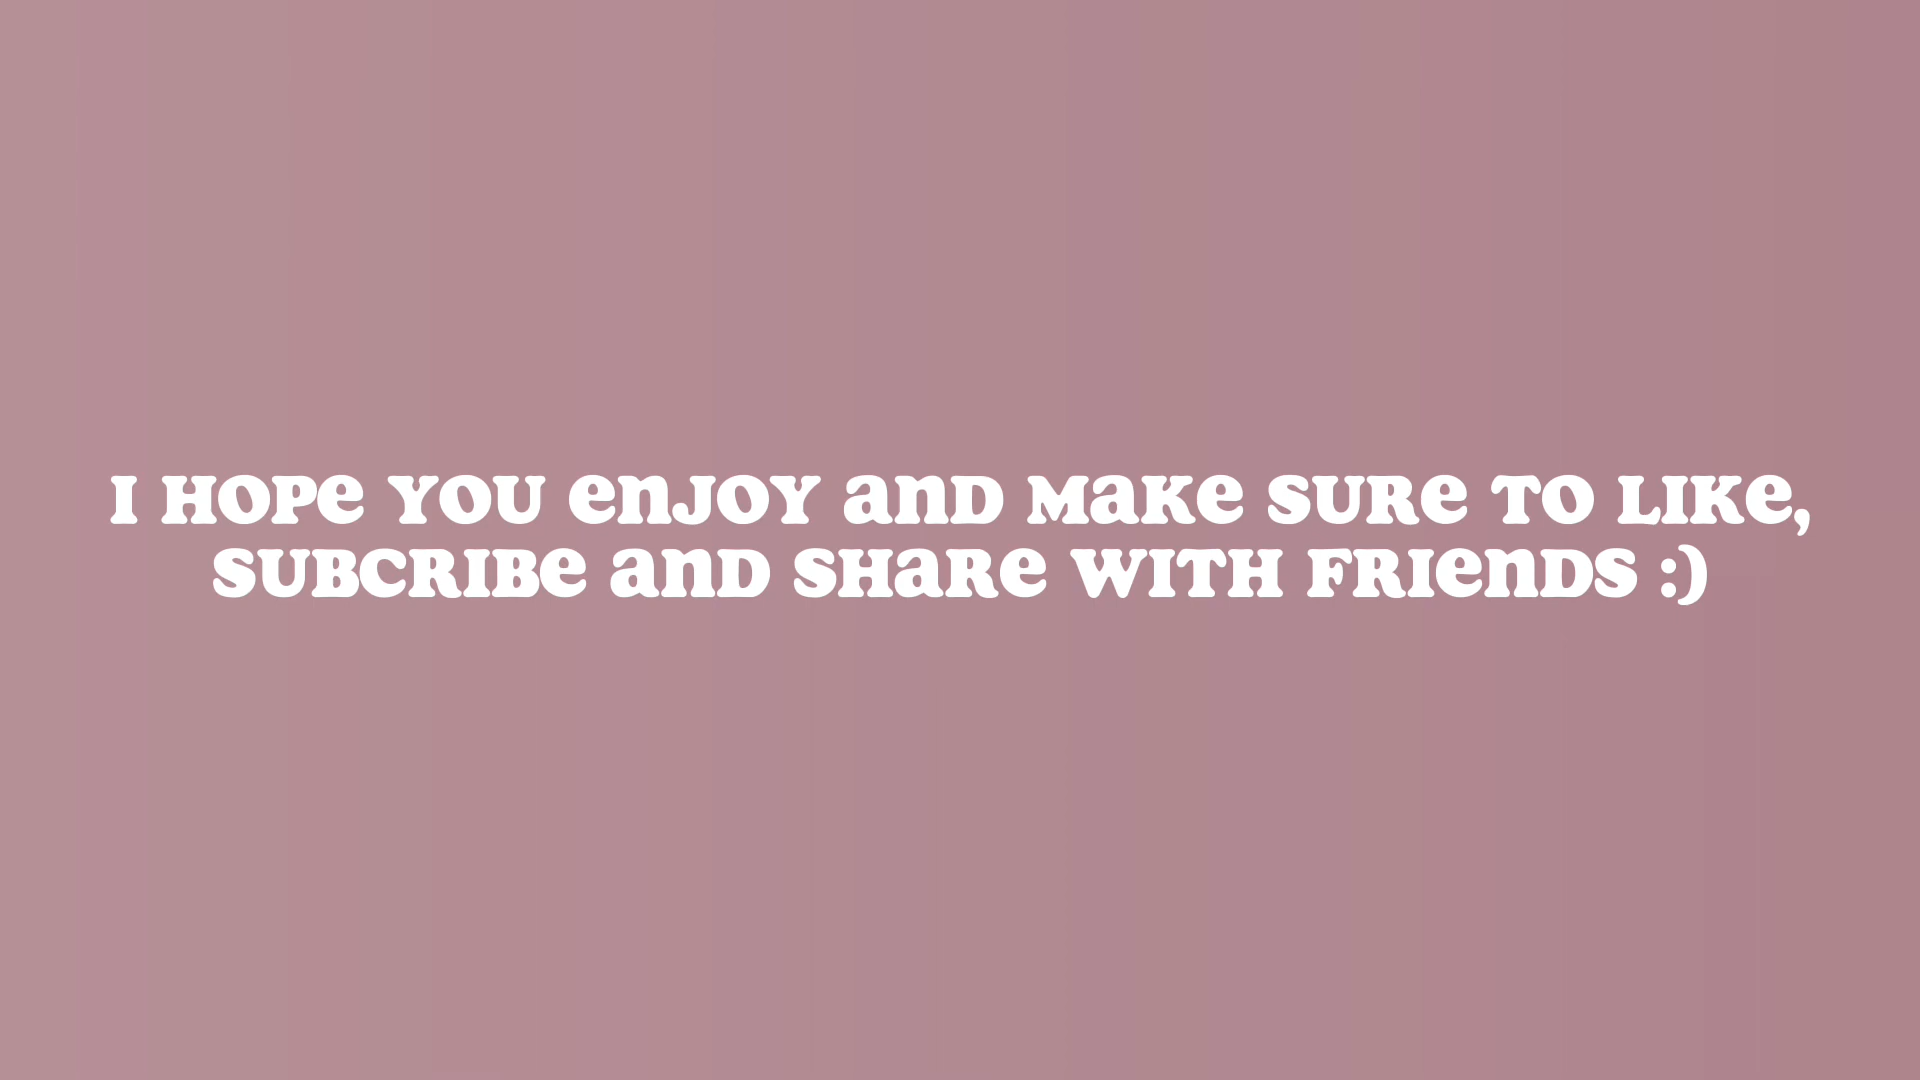 I HOPe YOU enJOY anD MaKe SURe TO LIKe,
SUBCRIBe anD SHaRe WITH FRIenDS :)